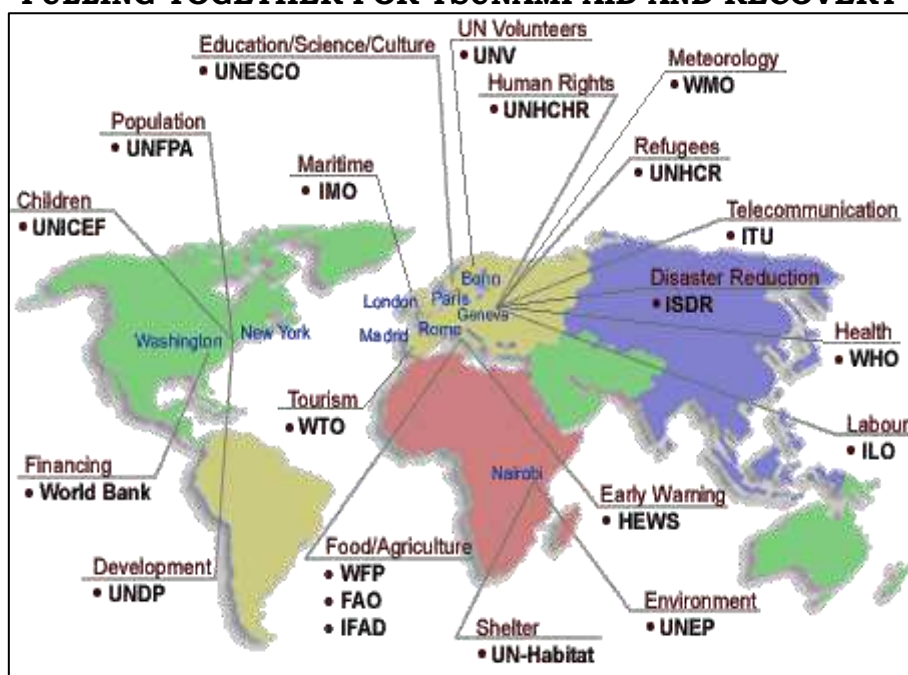 PULLING TOGETHER FOR TSUNAMI AID AND RECOVERY
Education/Science/Culture
• UNESCO
UN Volunteers
• UNV
Human Rights
• UNHCHR
Meteorology
• WMO
Population
• UNFPA
Maritime
• IMO
Refugees
• UNHCR
Children
• UNICEF
Telecommunication
• ITU
Disaster Reduction
• ISDR
Health
• WHO
Labour
• ILO
Bonn
Paris
London
Geneva
Madrid
Rome
Washington
New York
Tourism
• WTO
Financing
• World Bank
Nairobi
Early Warning
• HEWS
Food/Agriculture
• WFP
• FAO
• IFAD
Development
• UNDP
Environment
• UNEP
Shelter
• UN-Habitat